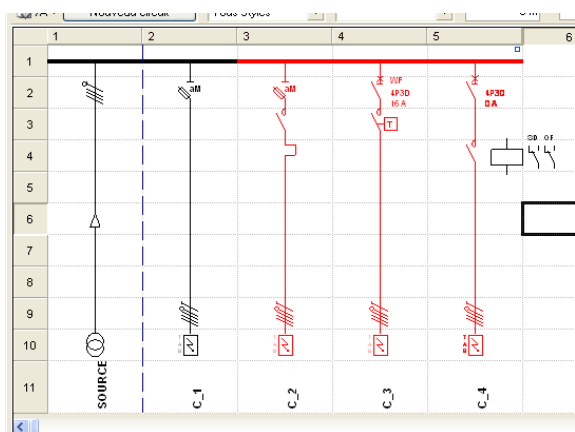 Nouveau circuit
Tous Styles
1 2 3 4 5 6
1
2
aM
aM
WF
4P3D
16 A
4P3D
0 A
3
T
4
SD OF
5
6
7
8
9
10
T
A
B
T
A
B
T
A
B
T
A
B
11
SOURCE
C_1
C_2
C_3
C_4